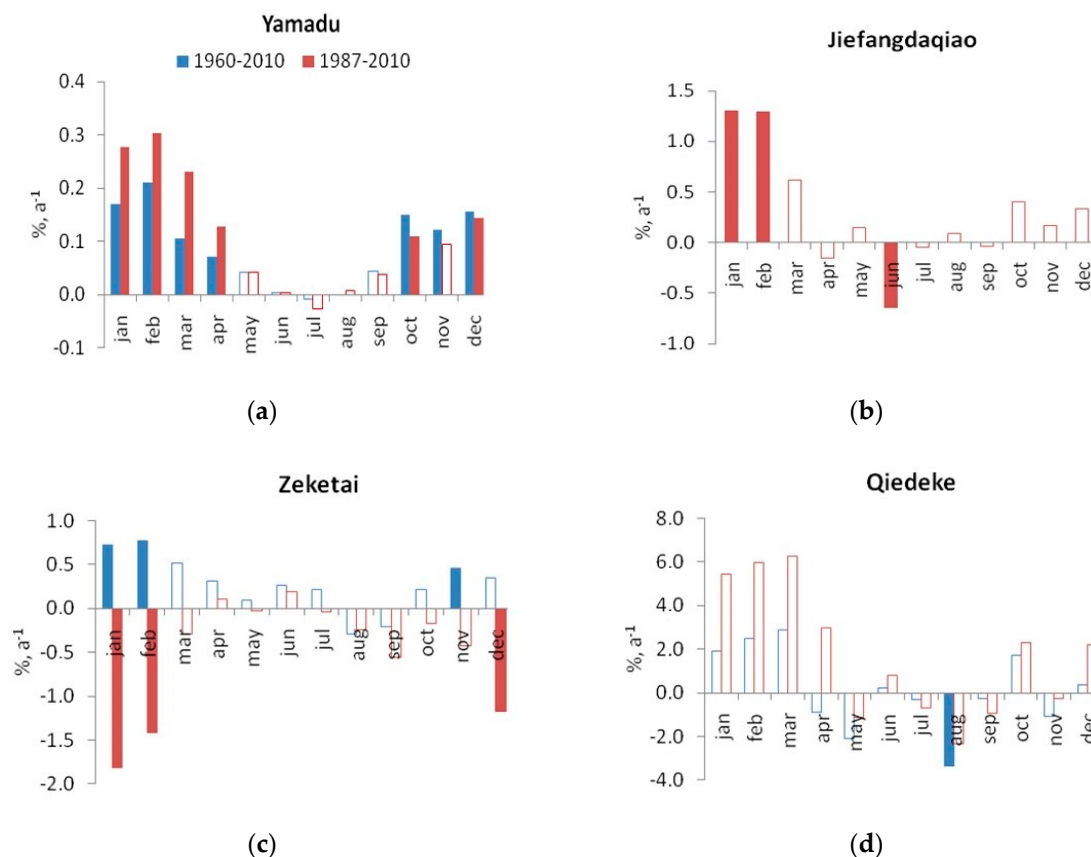 Yamadu
1960-2010 1987-2010
%, a⁻¹
0.4
0.3
0.2
0.1
0.0
-0.1
jan feb mar apr may jun jul aug sep oct nov dec
(a)
Jiefangdaqiao
%, a⁻¹
1.5
1.0
0.5
0.0
-0.5
-1.0
jan feb mar apr may jun jul aug sep oct nov dec
(b)
Zeketai
%, a⁻¹
1.0
0.5
0.0
-0.5
-1.0
-1.5
-2.0
jan feb mar apr may jun jul aug sep oct nov dec
(c)
Qiedeke
%, a⁻¹
8.0
6.0
4.0
2.0
0.0
-2.0
-4.0
jan feb mar apr may jun jul aug sep oct nov dec
(d)